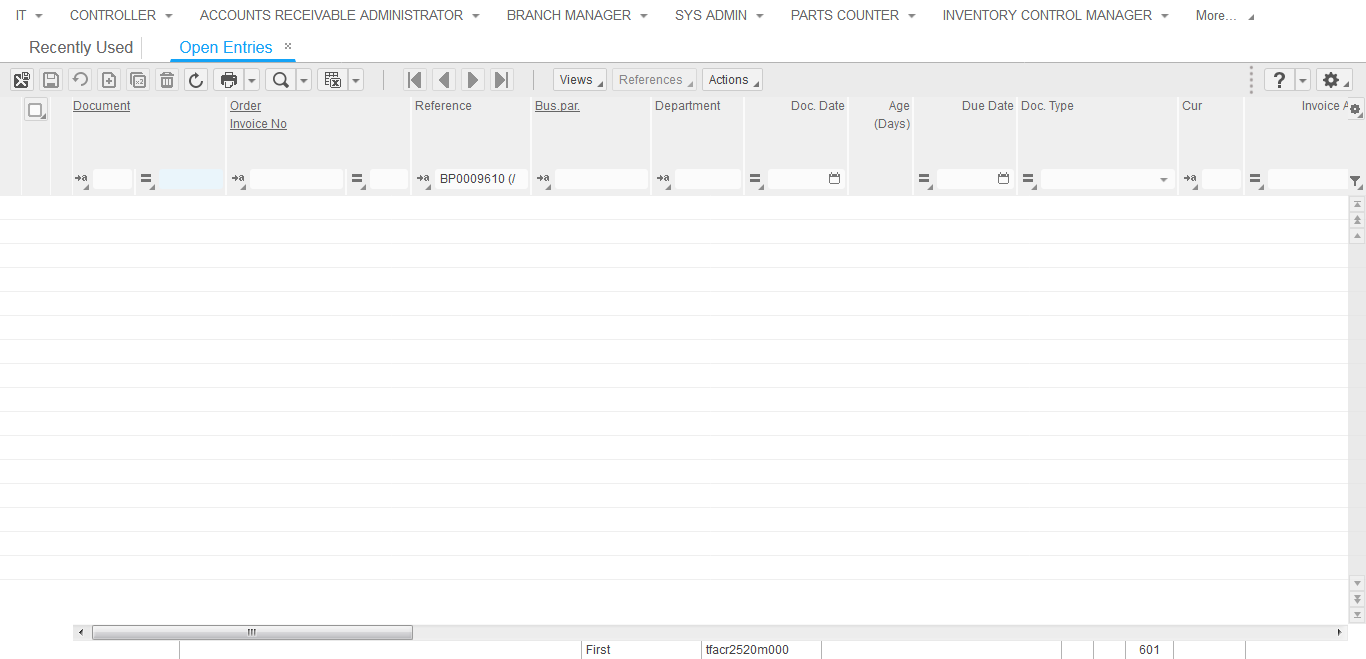 IT CONTROLLER ACCOUNTS RECEIVABLE ADMINISTRATOR BRANCH MANAGER SYS ADMIN PARTS COUNTER INVENTORY CONTROL MANAGER More...
Recently Used Open Entries
Views References Actions
Document Order Reference Bus.par. Department Doc. Date Age Due Date Doc. Type Cur Invoice A
Invoice No (Days)
BP0009610 (/
First tfacr2520m000 601